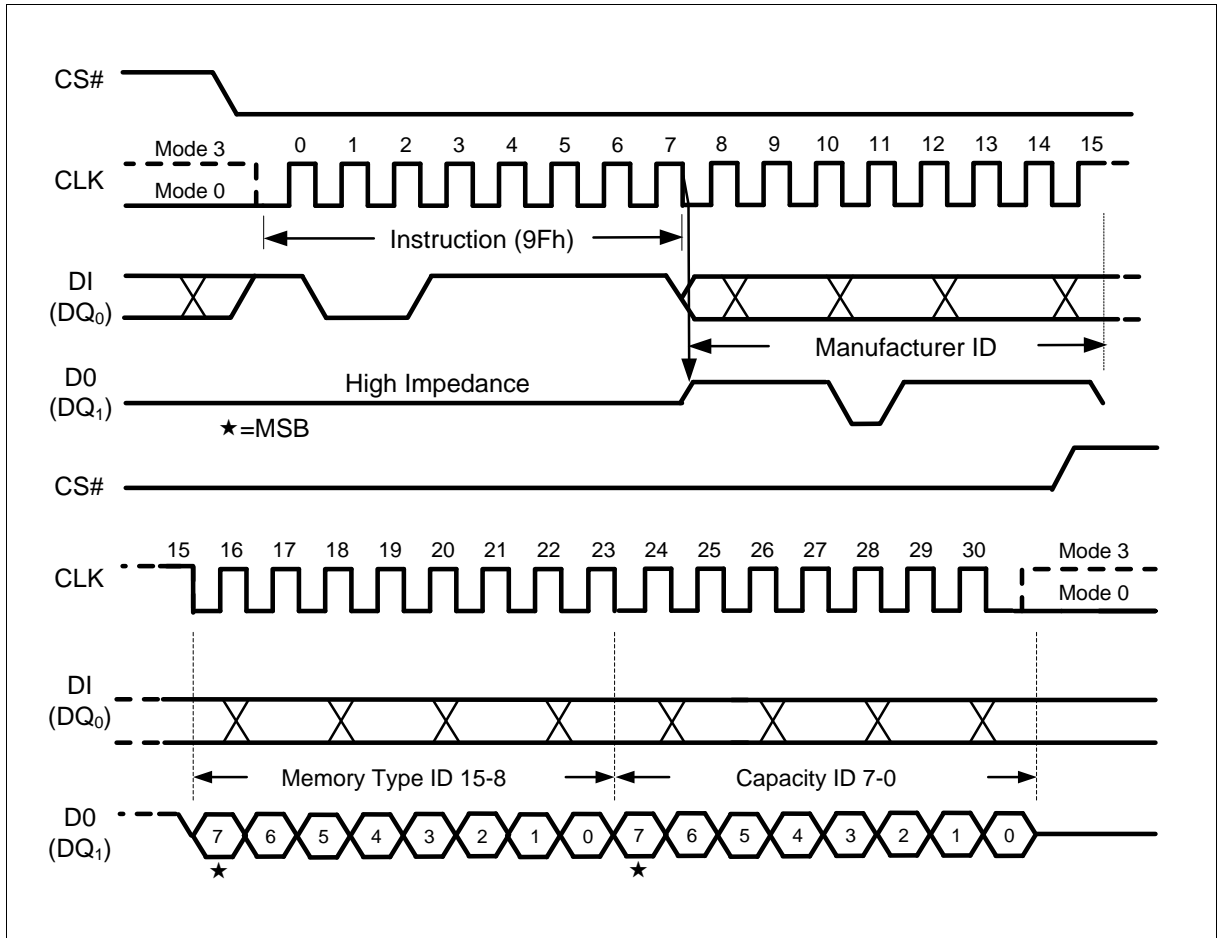 CS#
Mode 3
0 1 2 3 4 5 6 7 8 9 10 11 12 13 14 15
CLK
Mode 0
Instruction (9Fh)
DI
(DQ0)
Manufacturer ID
D0
(DQ1)
High Impedance
★=MSB
CS#
15 16 17 18 19 20 21 22 23 24 25 26 27 28 29 30
Mode 3
CLK
Mode 0
DI
(DQ0)
Memory Type ID 15-8
Capacity ID 7-0
D0
(DQ1)
7 6 5 4 3 2 1 0 7 6 5 4 3 2 1 0
★ ★